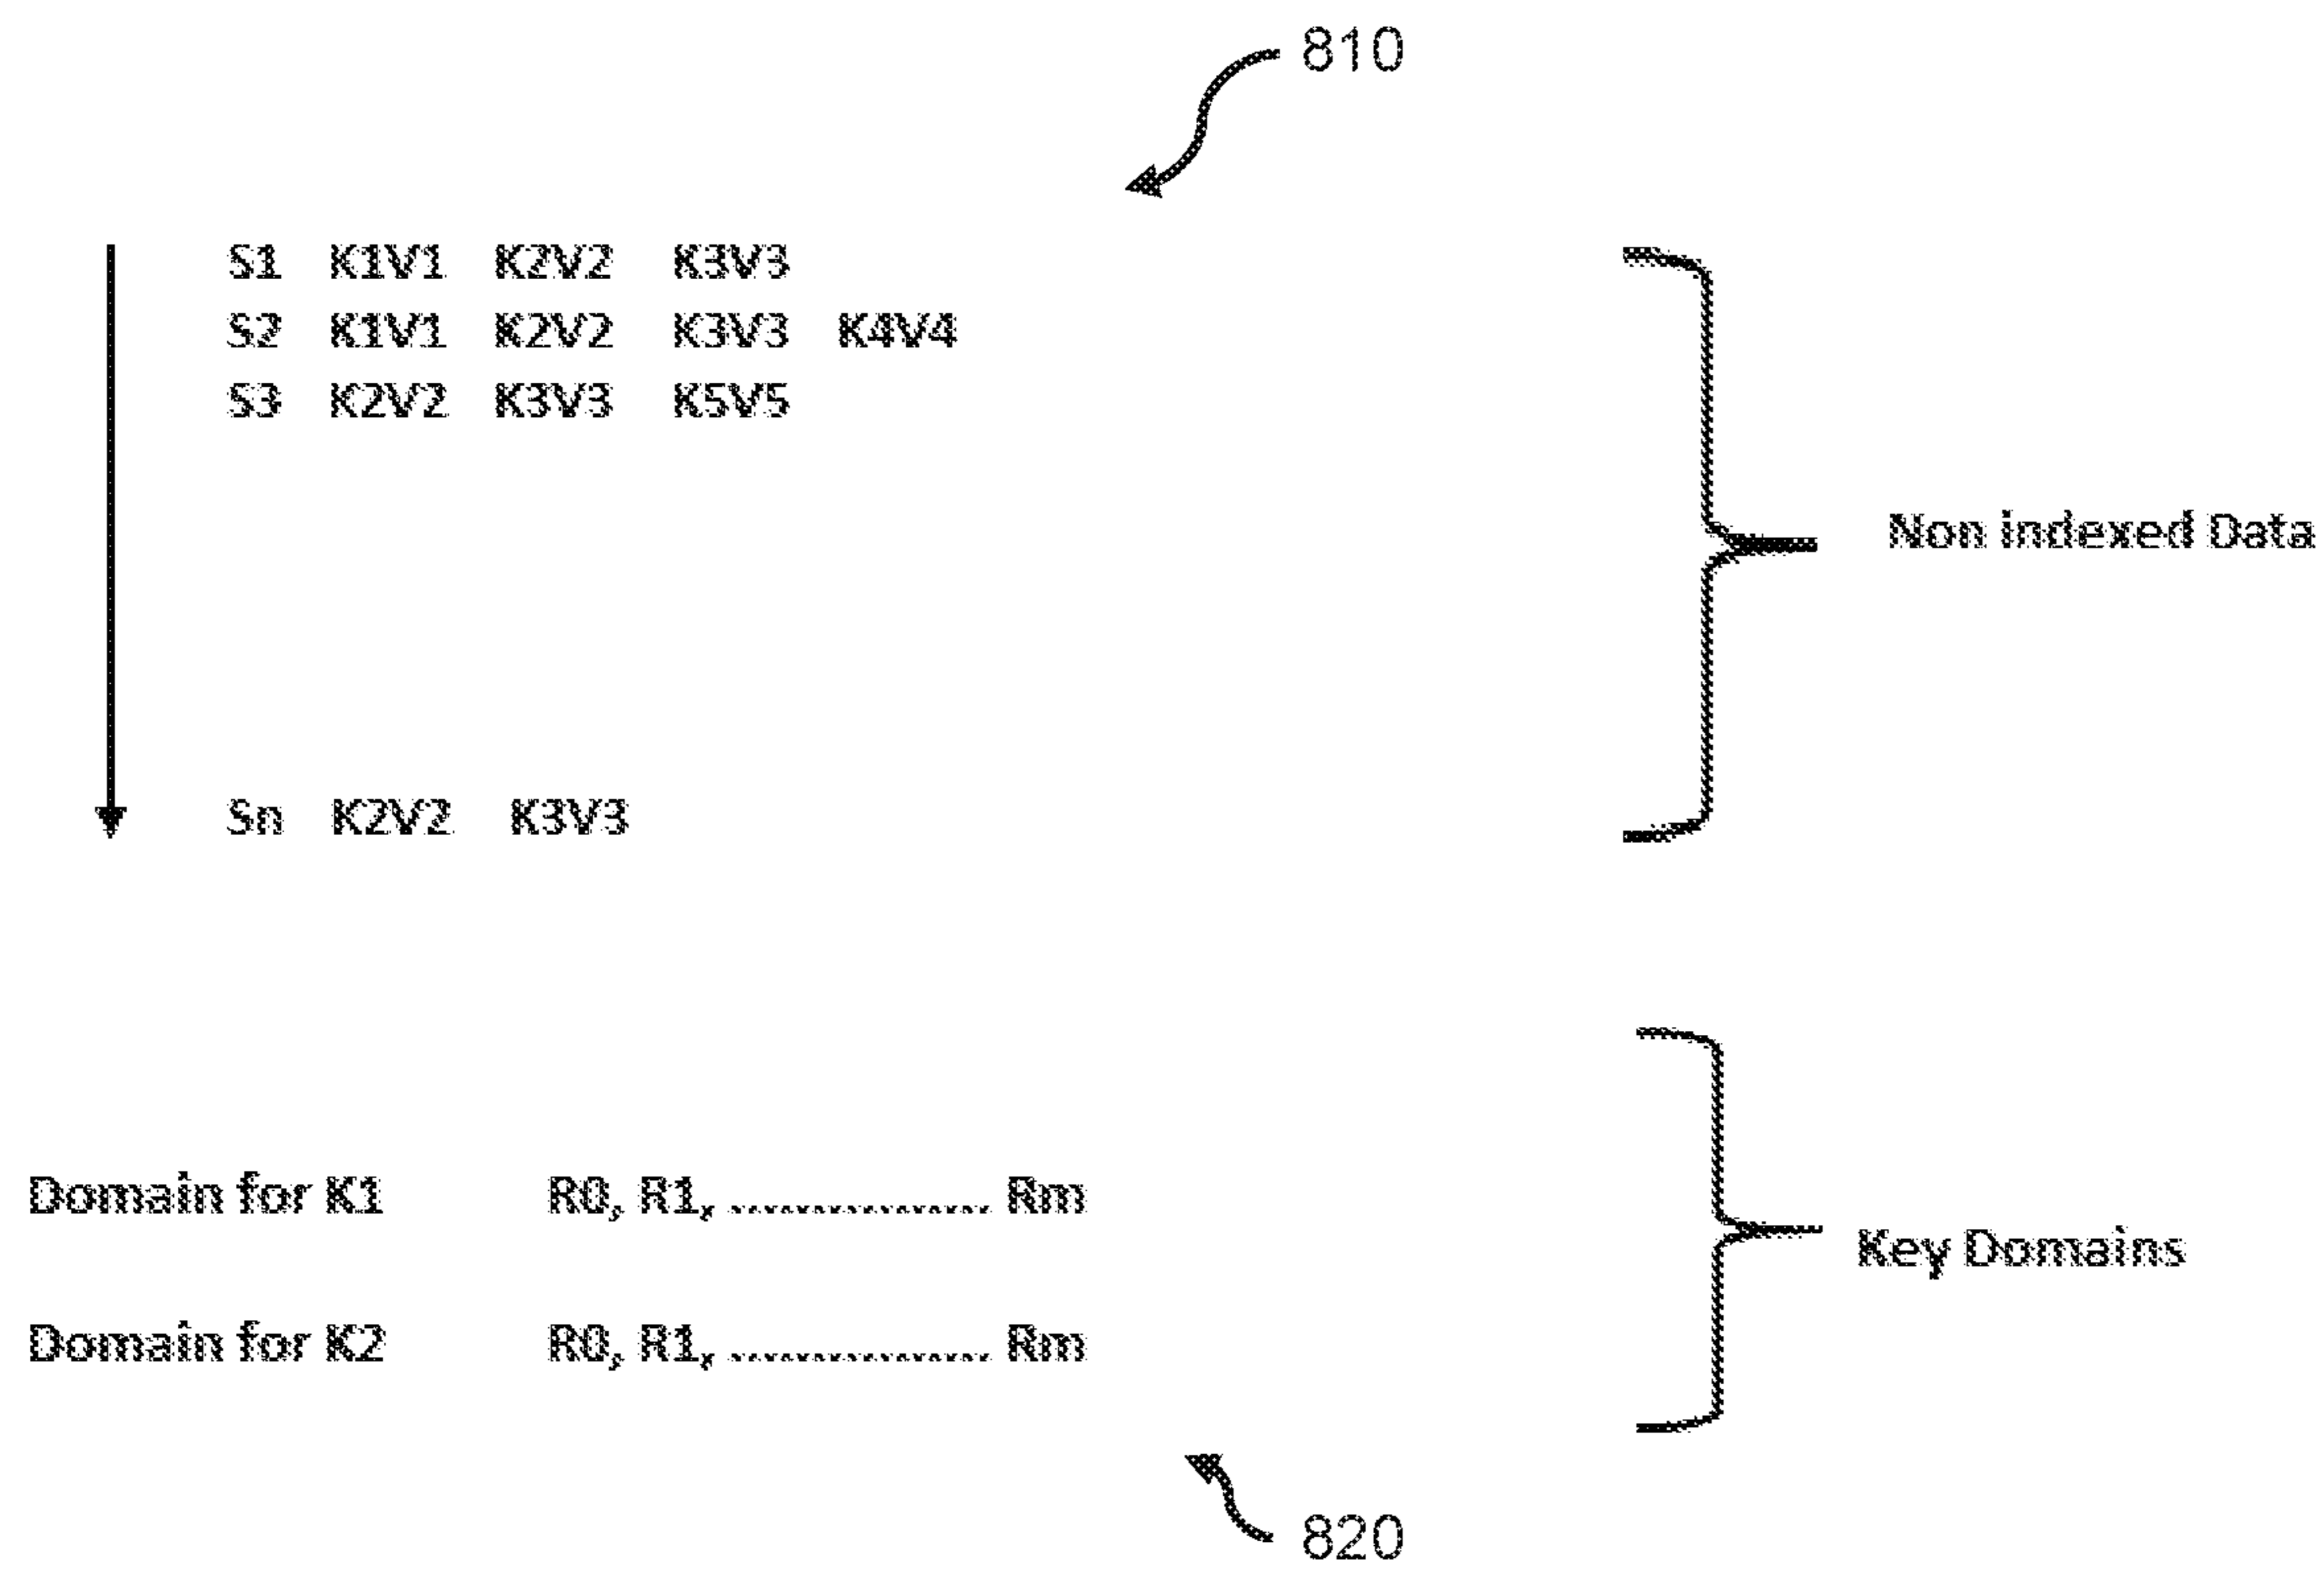 810
S1 K1V1 K2V2 K3V3
S2 K1V1 K2V2 K3V3 K4V4
S3 K2V2 K3V3 K5V5
Non indexed Data
Sn K2V2 K3V3
Domain for K1 R0, R1, ................... Rm
Key Domains
Domain for K2 R0, R1, ................... Rm
820